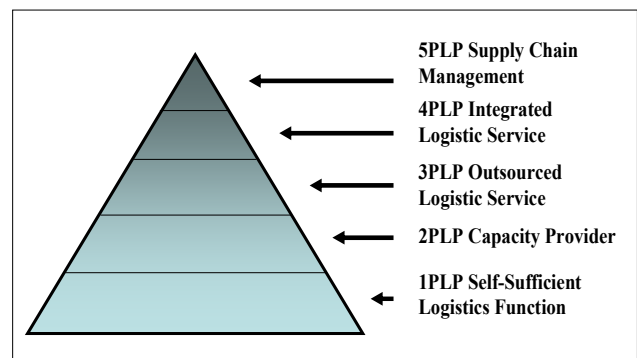 5PLP Supply Chain
Management
4PLP Integrated
Logistic Service
3PLP Outsourced
Logistic Service
2PLP Capacity Provider
1PLP Self-Sufficient
Logistics Function